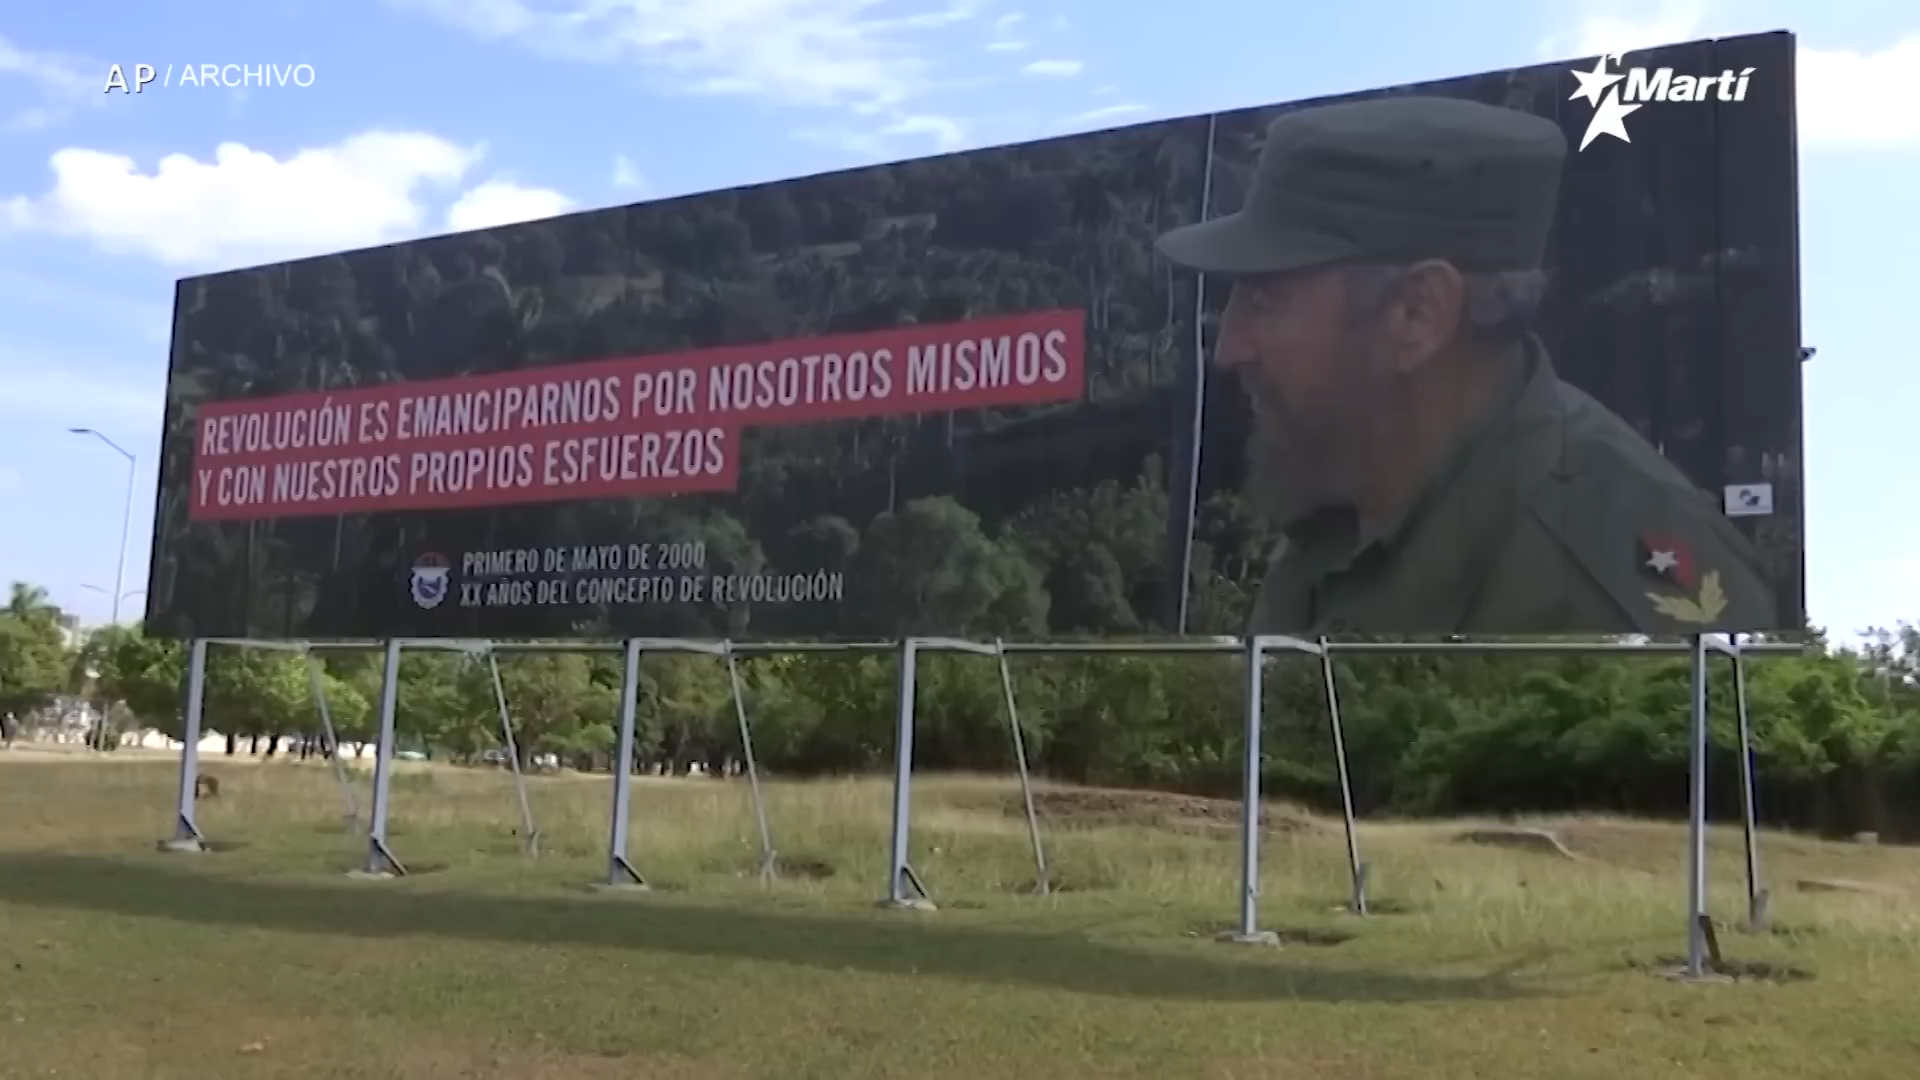 AP / ARCHIVO
Martí
REVOLUCIÓN ES EMANCIPARNOS POR NOSOTROS MISMOS
Y CON NUESTROS PROPIOS ESFUERZOS
PRIMERO DE MAYO DE 2000
XX AÑOS DEL CONCEPTO DE REVOLUCIÓN